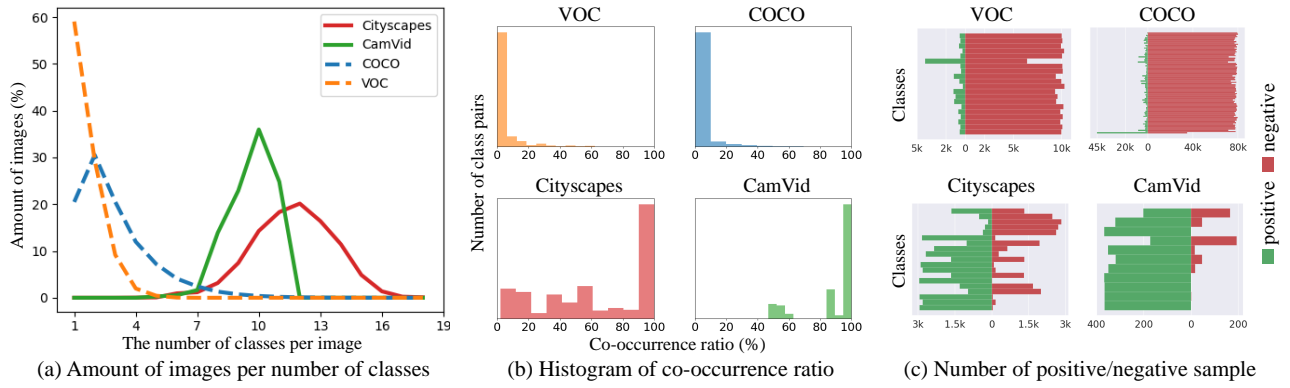 60
50
40
30
20
10
0
Amount of images (%)
Cityscapes
CamVid
COCO
VOC
1 4 7 10 13 16 19
The number of classes per image
(a) Amount of images per number of classes
VOC COCO
0 20 40 60 80 100 0 20 40 60 80 100
Number of class pairs
Cityscapes CamVid
0 20 40 60 80 100 0 20 40 60 80 100
Co-occurrence ratio (%)
(b) Histogram of co-occurrence ratio
VOC COCO
Classes
5k 2k 0 2k 5k 10k 45k 20k 0 40k 80k
Cityscapes CamVid
Classes
3k 1.5k 0 1.5k 3k 400 200 0 200
positive negative
(c) Number of positive/negative sample